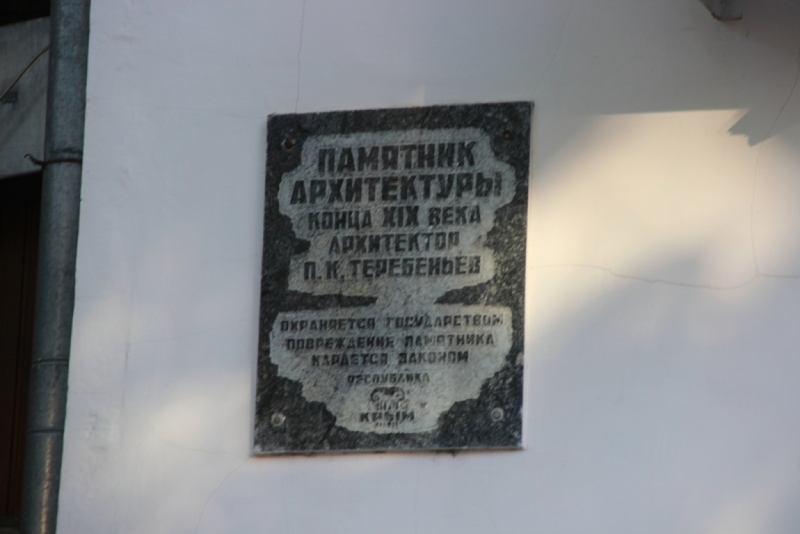 ПАМЯТНИК
АРХИТЕКТУРЫ
КОНЦА XIX ВЕКА
АРХИТЕКТОР
П.К. ТЕРЕБЕНЬЕВ
ОХРАНЯЕТСЯ ГОСУДАРСТВОМ
ПОВРЕЖДЕНИЕ ПАМЯТНИКА
КАРАЕТСЯ ЗАКОНОМ
РЕСПУБЛИКА
КРЫМ